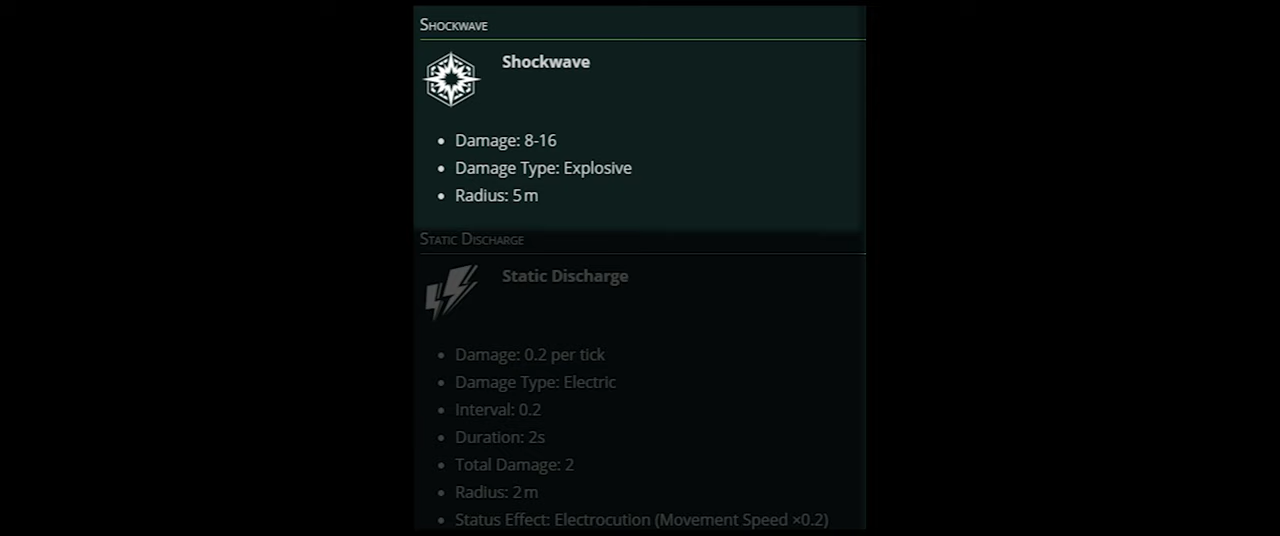 Shockwave
Shockwave
• Damage: 8-16
• Damage Type: Explosive
• Radius: 5 m
Static Discharge
Static Discharge
• Damage: 0.2 per tick
• Damage Type: Electric
• Interval: 0.2
• Duration: 2s
• Total Damage: 2
• Radius: 2 m
• Status Effect: Electrocution (Movement Speed ×0.2)